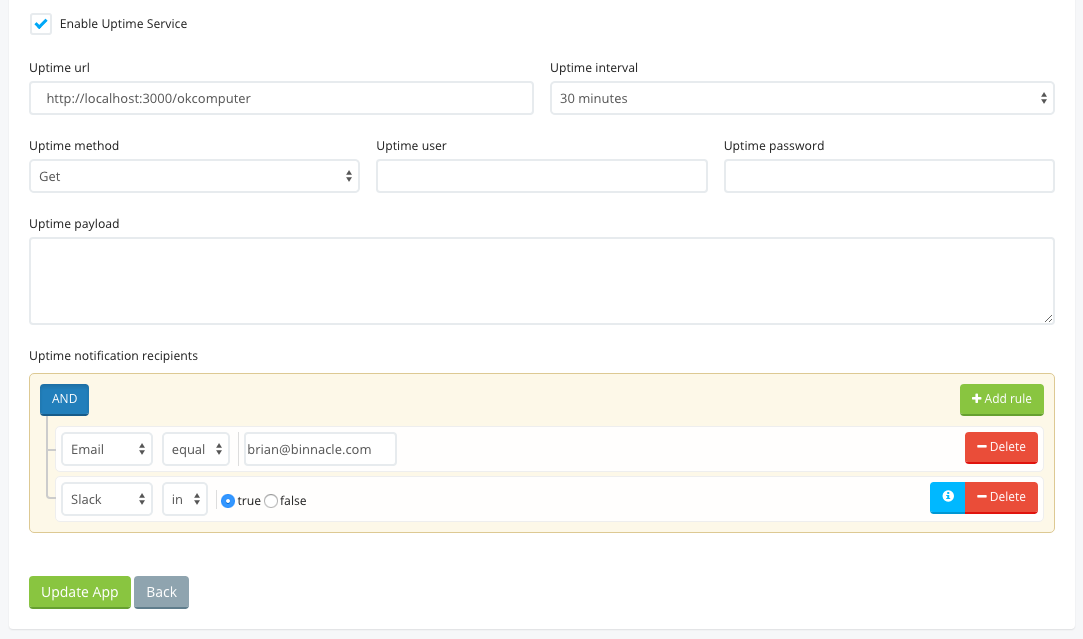 Enable Uptime Service
Uptime url Uptime interval
http://localhost:3000/okcomputer 30 minutes
Uptime method Uptime user Uptime password
Get
Uptime payload
Uptime notification recipients
AND Add rule
Email equal brian@binnacle.com Delete
Slack in true false Delete
Update App Back